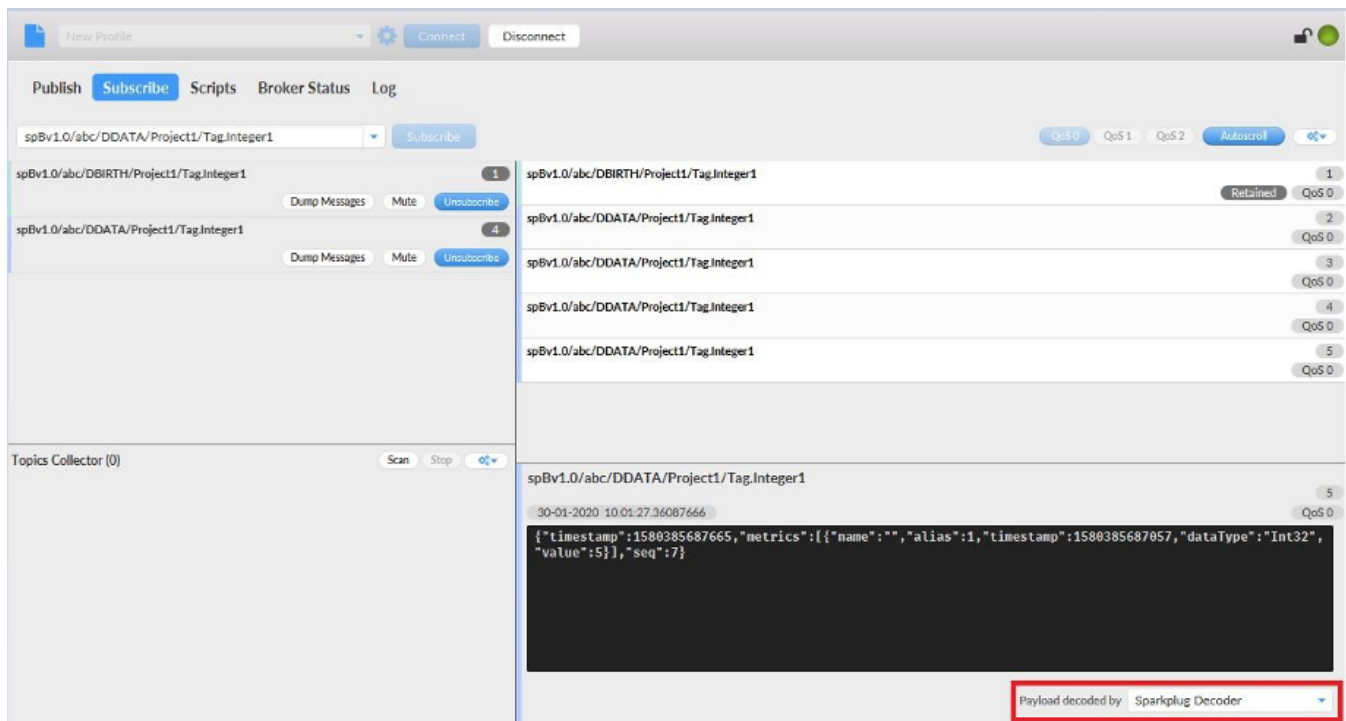 New Profile Connect Disconnect
Publish Subscribe Scripts Broker Status Log
spBv1.0/abc/DDATA/Project1/Tag.Integer1 Subscribe QoS 0 QoS 1 QoS 2 Autoscroll
spBv1.0/abc/DBIRTH/Project1/Tag.Integer1 1
Dump Messages Mute Unsubscribe
spBv1.0/abc/DDATA/Project1/Tag.Integer1 4
Dump Messages Mute Unsubscribe
spBv1.0/abc/DBIRTH/Project1/Tag.Integer1 1
Retained QoS 0
spBv1.0/abc/DDATA/Project1/Tag.Integer1 2
QoS 0
spBv1.0/abc/DDATA/Project1/Tag.Integer1 3
QoS 0
spBv1.0/abc/DDATA/Project1/Tag.Integer1 4
QoS 0
spBv1.0/abc/DDATA/Project1/Tag.Integer1 5
QoS 0
Topics Collector (0) Scan Stop
spBv1.0/abc/DDATA/Project1/Tag.Integer1
5
30-01-2020 10:01:27.36087666 QoS 0
{"timestamp":1580385687665,"metrics":[{"name":"","alias":1,"timestamp":1580385687057,"dataType":"Int32",
"value":5}],"seq":7}
Payload decoded by Sparkplug Decoder